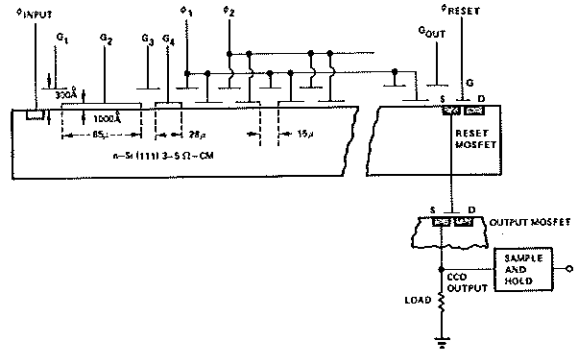 ϕINPUT
G1
G2
G3
G4
ϕ1
ϕ2
GOUT
ϕRESET
G
S
D
300Å
1000Å
65μ
28μ
15μ
RESET
MOSFET
n-Si (111) 3-5 Ω-CM
S
D
OUTPUT MOSFET
CCD
OUTPUT
SAMPLE
AND
HOLD
LOAD